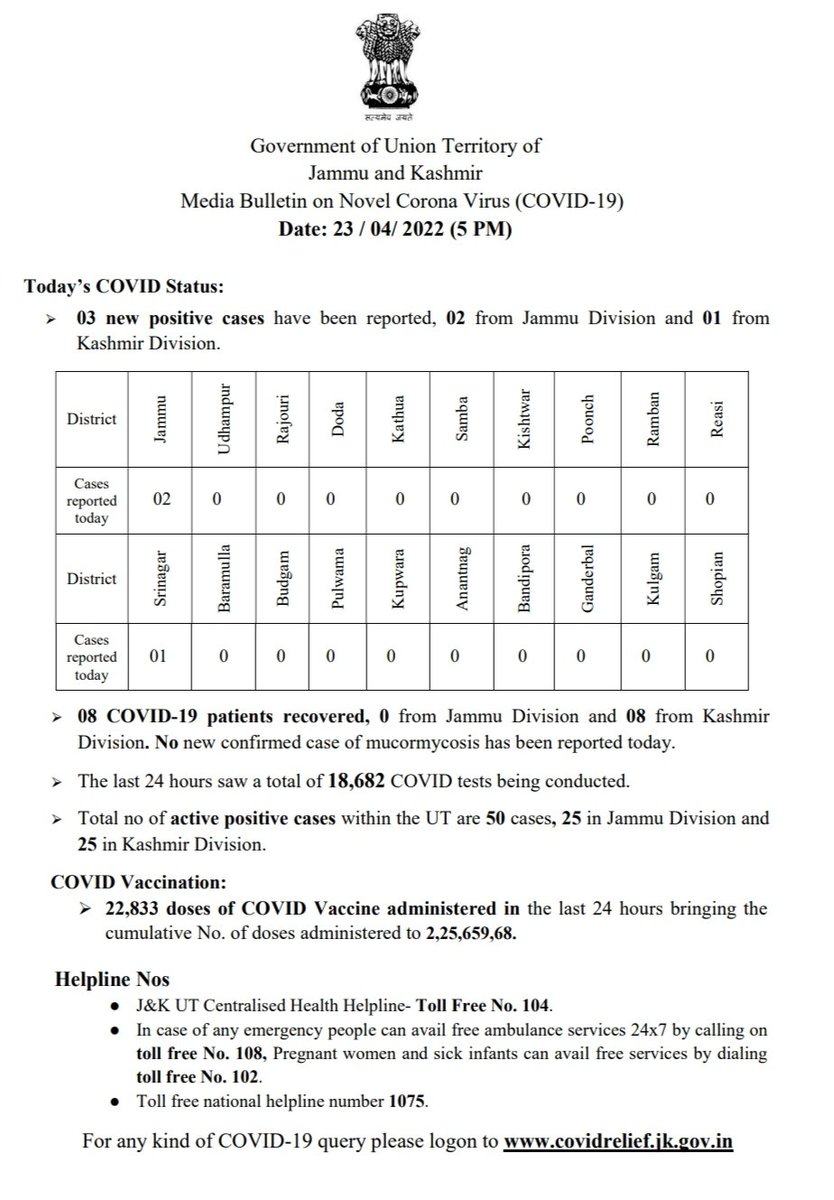 सत्यमेव जयते
Government of Union Territory of
Jammu and Kashmir
Media Bulletin on Novel Corona Virus (COVID-19)
Date: 23 / 04/ 2022 (5 PM)
Today’s COVID Status:
➢ 03 new positive cases have been reported, 02 from Jammu Division and 01 from
Kashmir Division.
District Jammu Udhampur Rajouri Doda Kathua Samba Kishtwar Poonch Ramban Reasi
Cases
reported
today
02 0 0 0 0 0 0 0 0 0
District Srinagar Baramulla Budgam Pulwama Kupwara Anantnag Bandipora Ganderbal Kulgam Shopian
Cases
reported
today
01 0 0 0 0 0 0 0 0 0
➢ 08 COVID-19 patients recovered, 0 from Jammu Division and 08 from Kashmir
Division. No new confirmed case of mucormycosis has been reported today.
➢ The last 24 hours saw a total of 18,682 COVID tests being conducted.
➢ Total no of active positive cases within the UT are 50 cases, 25 in Jammu Division and
25 in Kashmir Division.
COVID Vaccination:
➢ 22,833 doses of COVID Vaccine administered in the last 24 hours bringing the
cumulative No. of doses administered to 2,25,659,68.
Helpline Nos
● J&K UT Centralised Health Helpline- Toll Free No. 104.
● In case of any emergency people can avail free ambulance services 24x7 by calling on
toll free No. 108, Pregnant women and sick infants can avail free services by dialing
toll free No. 102.
● Toll free national helpline number 1075.
For any kind of COVID-19 query please logon to www.covidrelief.jk.gov.in